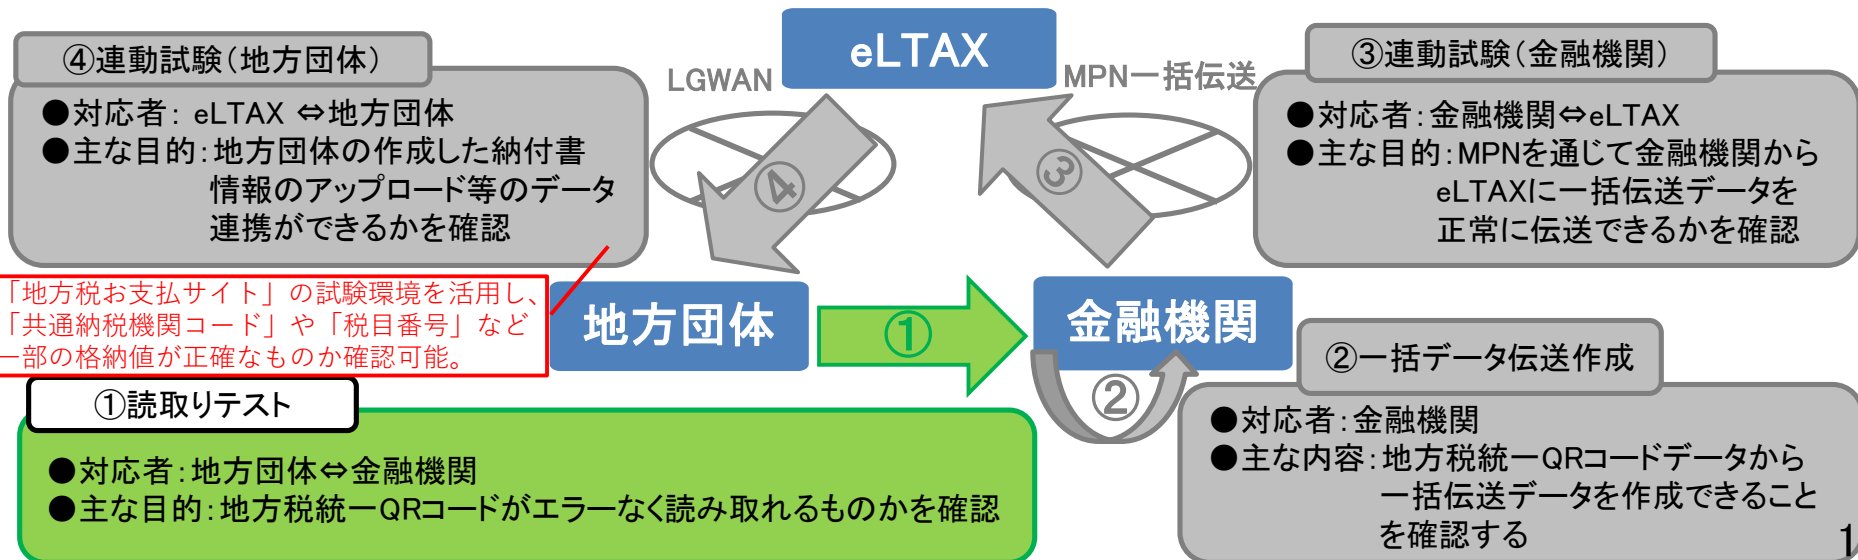 eLTAX
④連動試験(地方団体)
●対応者: eLTAX ⇔地方団体
●主な目的:地方団体の作成した納付書
情報のアップロード等のデータ
連携ができるかを確認
LGWAN
MPN一括伝送
④
③
③連動試験(金融機関)
●対応者:金融機関⇔eLTAX
●主な目的:MPNを通じて金融機関から
eLTAXに一括伝送データを
正常に伝送できるかを確認
「地方税お支払サイト」の試験環境を活用し、
「共通納税機関コード」や「税目番号」など
一部の格納値が正確なものか確認可能。
地方団体
①
金融機関
②
①読取りテスト
●対応者:地方団体⇔金融機関
●主な目的:地方税統一QRコードがエラーなく読み取れるものかを確認
②一括データ伝送作成
●対応者:金融機関
●主な内容:地方税統一QRコードデータから
一括伝送データを作成できること
を確認する
1